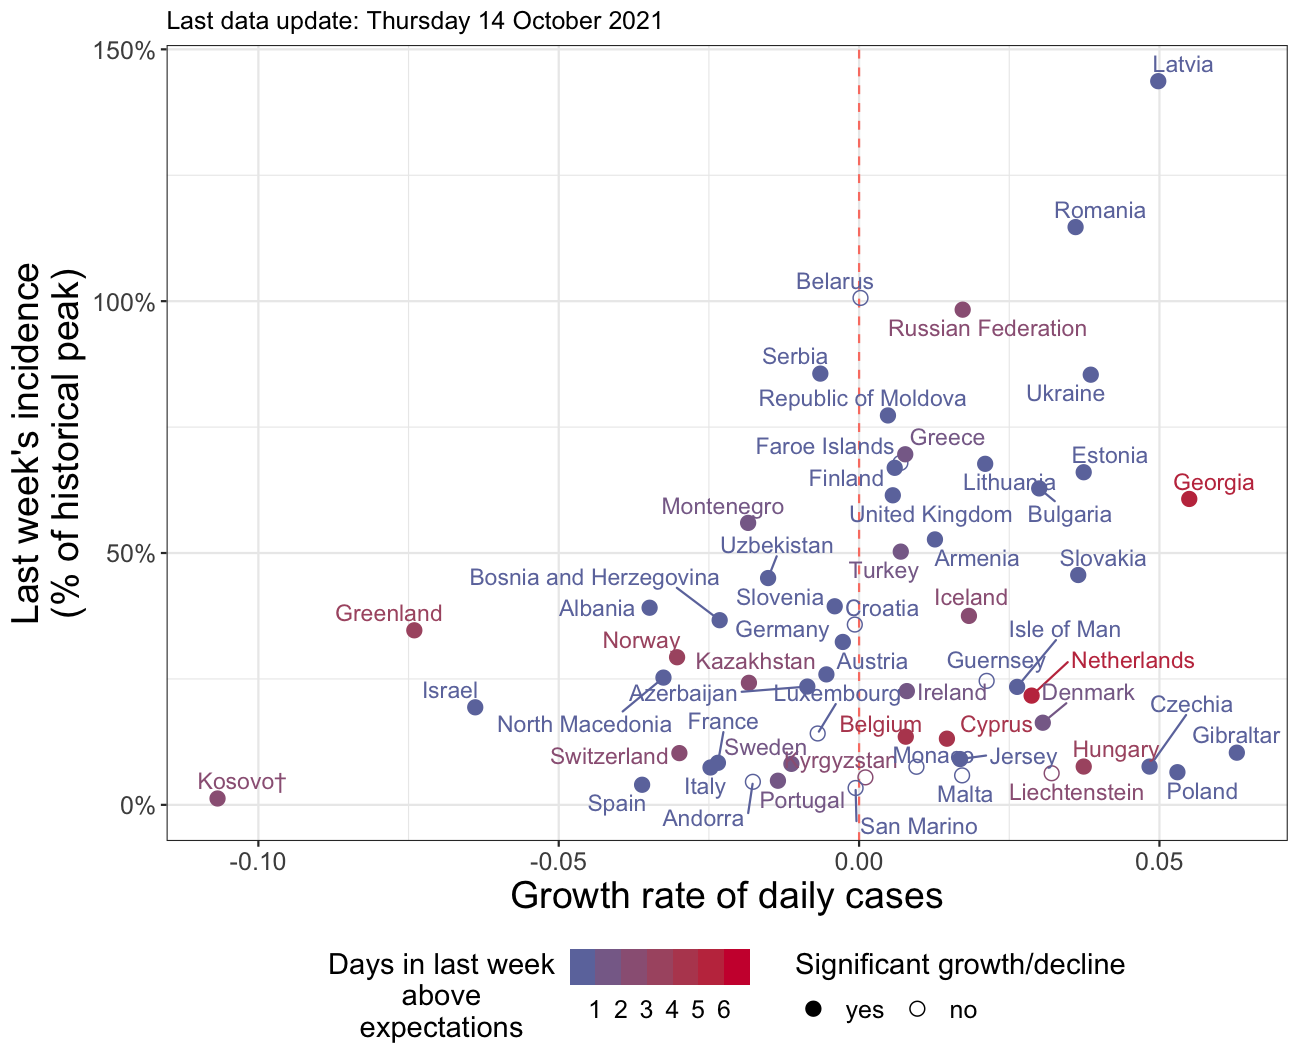 Last data update: Thursday 14 October 2021
150%
100%
50%
0%
Last week's incidence
(% of historical peak)
Latvia
Romania
Belarus
Russian Federation
Serbia
Ukraine
Republic of Moldova
Greece
Faroe Islands
Estonia
Finland
Lithuania
Georgia
Montenegro
United Kingdom
Bulgaria
Uzbekistan
Armenia
Slovakia
Turkey
Bosnia and Herzegovina
Slovenia
Iceland
Albania
Croatia
Greenland
Germany
Isle of Man
Norway
Kazakhstan
Austria
Guernsey
Netherlands
Israel
Azerbaijan
Luxembourg
Ireland
Denmark
Czechia
North Macedonia
France
Belgium
Cyprus
Gibraltar
Switzerland
Sweden
Kyrgyzstan
Monaco
Jersey
Hungary
Kosovo†
Italy
Spain
Portugal
Malta
Liechtenstein
Poland
Andorra
San Marino
-0.10
-0.05
0.00
0.05
Growth rate of daily cases
Days in last week
above
expectations
1 2 3 4 5 6
Significant growth/decline
yes
no